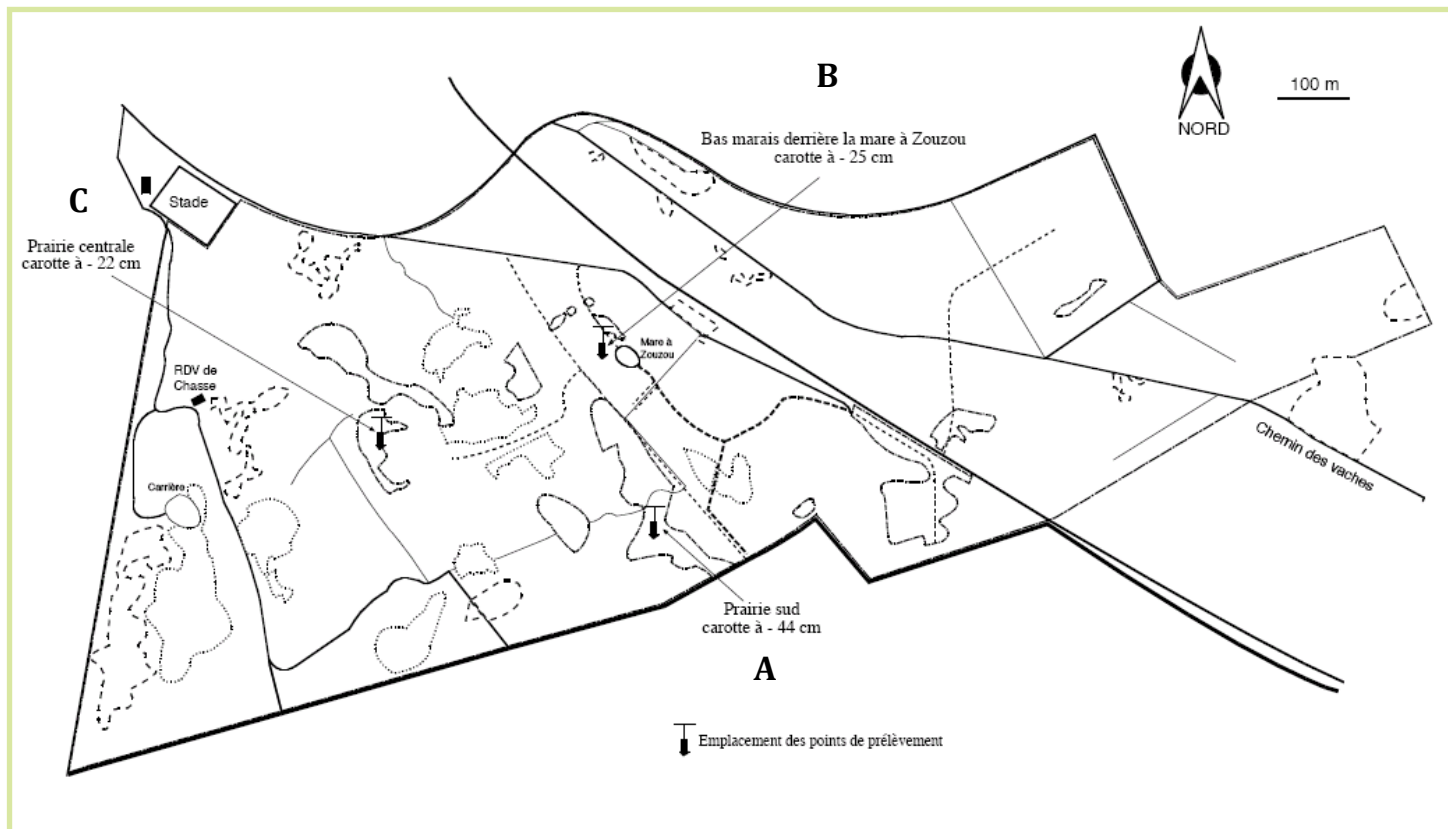 B
100 m
NORD
Bas marais derrière la mare à Zouzou
carotte à - 25 cm
C
Stade
Prairie centrale
carotte à - 22 cm
Mare à
Zouzou
RDV de
Chasse
Carrière
Chemin des vaches
Prairie sud
carotte à - 44 cm
A
Emplacement des points de prélèvement